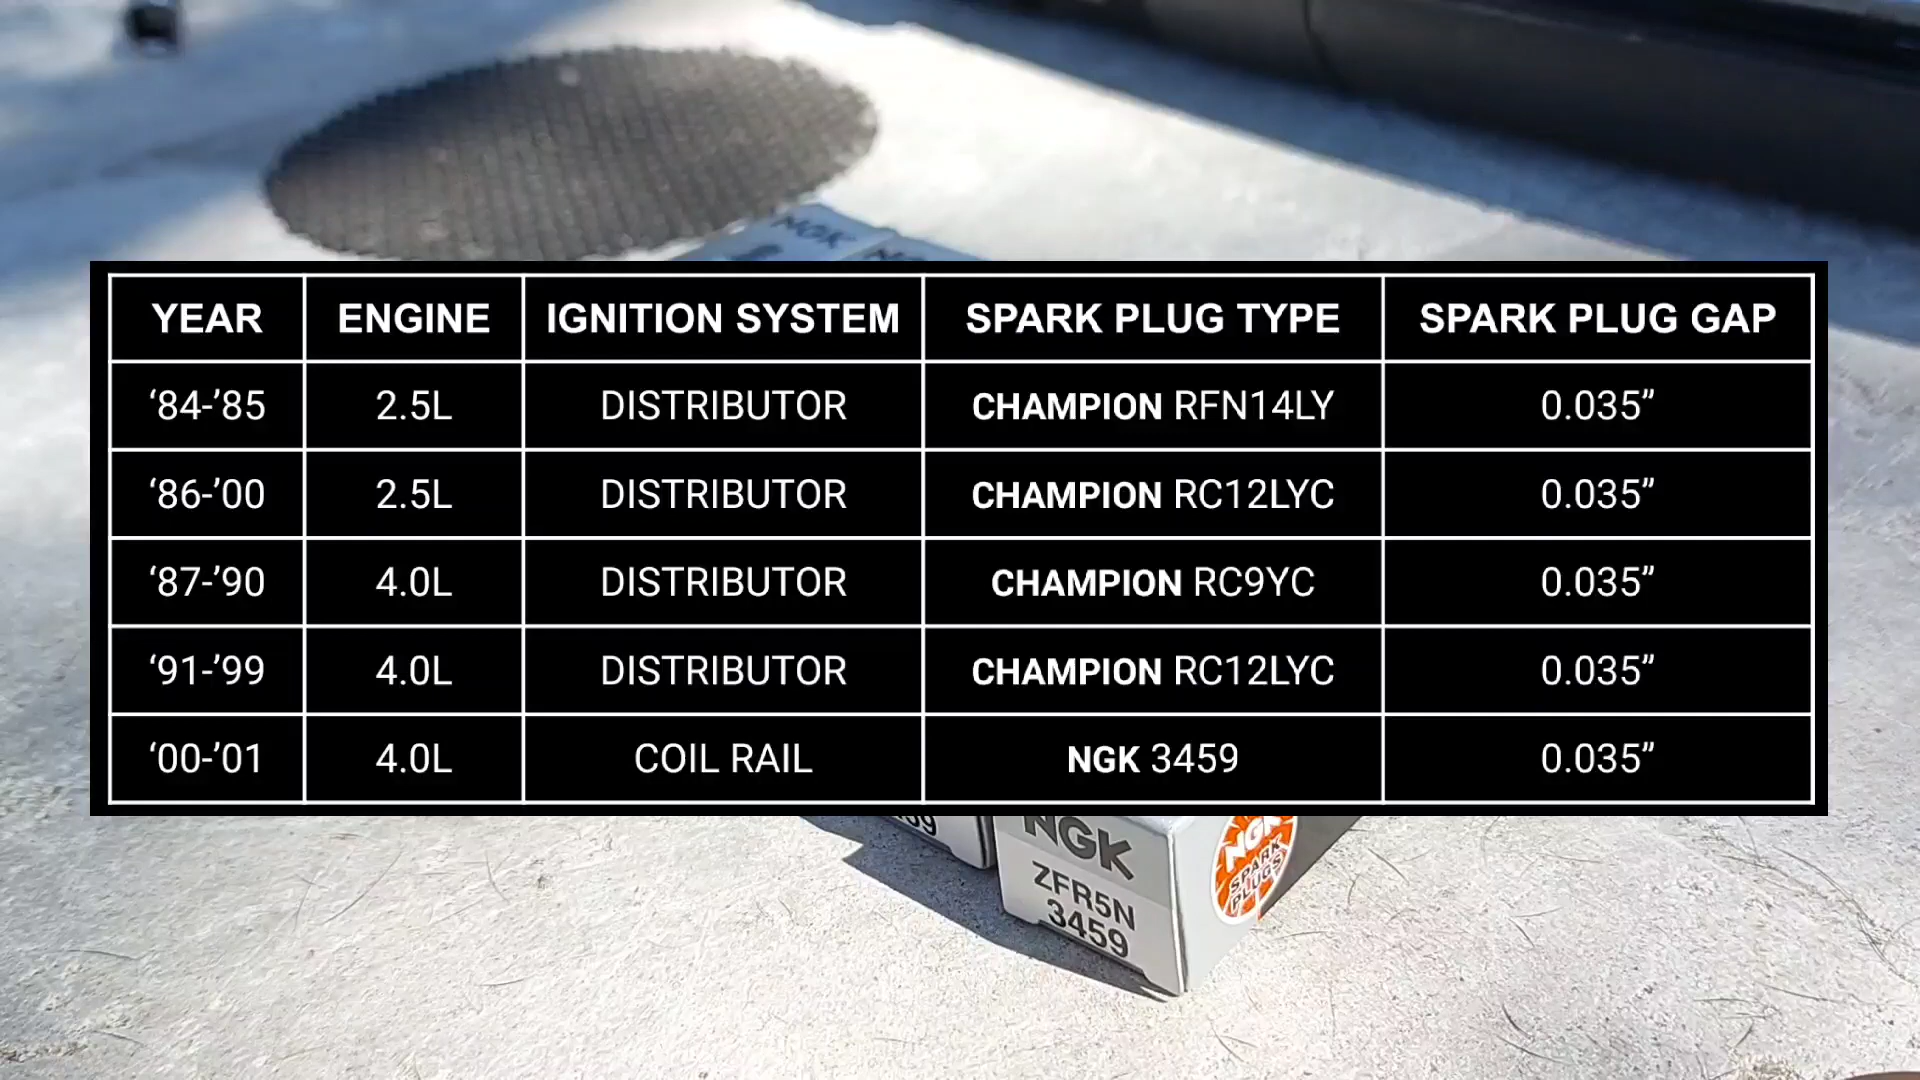 NGK
YEAR ENGINE IGNITION SYSTEM SPARK PLUG TYPE SPARK PLUG GAP
‘84-’85 2.5L DISTRIBUTOR CHAMPION RFN14LY 0.035”
‘86-’00 2.5L DISTRIBUTOR CHAMPION RC12LYC 0.035”
‘87-’90 4.0L DISTRIBUTOR CHAMPION RC9YC 0.035”
‘91-’99 4.0L DISTRIBUTOR CHAMPION RC12LYC 0.035”
‘00-’01 4.0L COIL RAIL NGK 3459 0.035”
NGK
ZFR5N
3459
NGK
SPARK
PLUGS